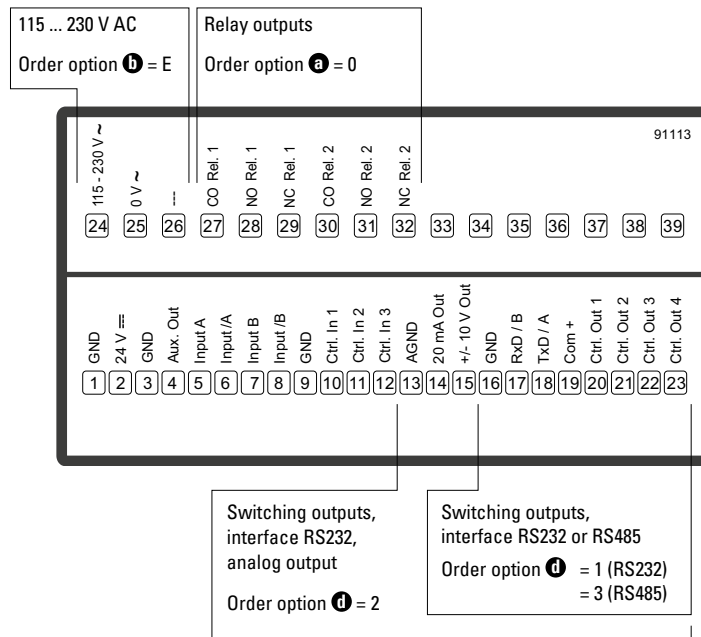 115 ... 230 V AC
Order option b = E
Relay outputs
Order option a = 0
91113
115 - 230 V ~
0 V ~
---
CO Rel. 1
NO Rel. 1
NC Rel. 1
CO Rel. 2
NO Rel. 2
NC Rel. 2
24 25 26 27 28 29 30 31 32 33 34 35 36 37 38 39
GND
24 V ⎓
GND
Aux. Out
Input A
Input /A
Input B
Input /B
GND
Ctrl. In 1
Ctrl. In 2
Ctrl. In 3
AGND
20 mA Out
+/- 10 V Out
GND
RxD / B
TxD / A
Com +
Ctrl. Out 1
Ctrl. Out 2
Ctrl. Out 3
Ctrl. Out 4
1 2 3 4 5 6 7 8 9 10 11 12 13 14 15 16 17 18 19 20 21 22 23
Switching outputs,
interface RS232,
analog output
Order option d = 2
Switching outputs,
interface RS232 or RS485
Order option d = 1 (RS232)
= 3 (RS485)